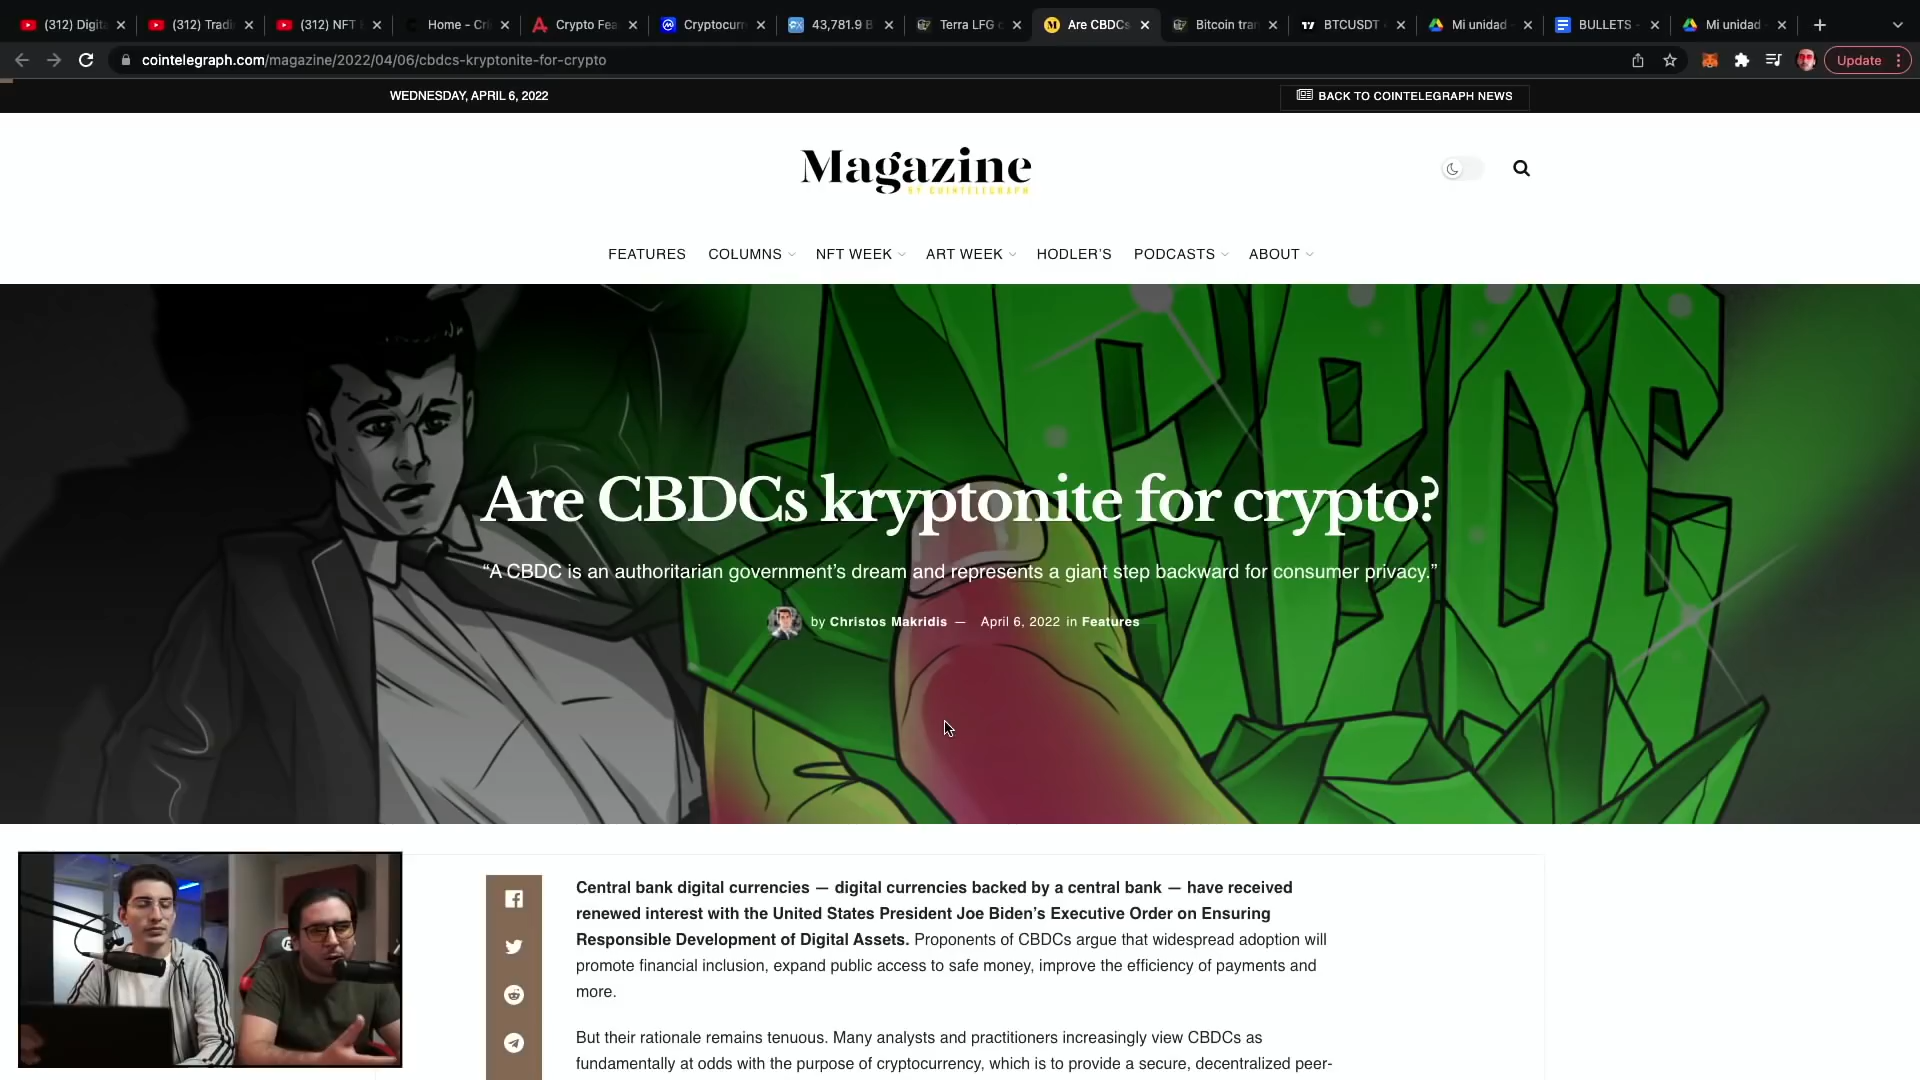 (312) Digit
(312) Tradi
(312) NFT
Home - Cri
Crypto Fea
Cryptocurr
43,781.9 B
Terra LFG c
Are CBDCs
Bitcoin tra
BTCUSDT
Mi unidad
BULLETS -
Mi unidad
cointelegraph.com/magazine/2022/04/06/cbdcs-kryptonite-for-crypto
Update
WEDNESDAY, APRIL 6, 2022
BACK TO COINTELEGRAPH NEWS
Magazine
BY COINTELEGRAPH
FEATURES COLUMNS NFT WEEK ART WEEK HODLER'S PODCASTS ABOUT
CBDC
Are CBDCs kryptonite for crypto?
“A CBDC is an authoritarian government’s dream and represents a giant step backward for consumer privacy.”
by Christos Makridis — April 6, 2022 in Features
Central bank digital currencies — digital currencies backed by a central bank — have received
renewed interest with the United States President Joe Biden’s Executive Order on Ensuring
Responsible Development of Digital Assets. Proponents of CBDCs argue that widespread adoption will
promote financial inclusion, expand public access to safe money, improve the efficiency of payments and
more.
But their rationale remains tenuous. Many analysts and practitioners increasingly view CBDCs as
fundamentally at odds with the purpose of cryptocurrency, which is to provide a secure, decentralized peer-